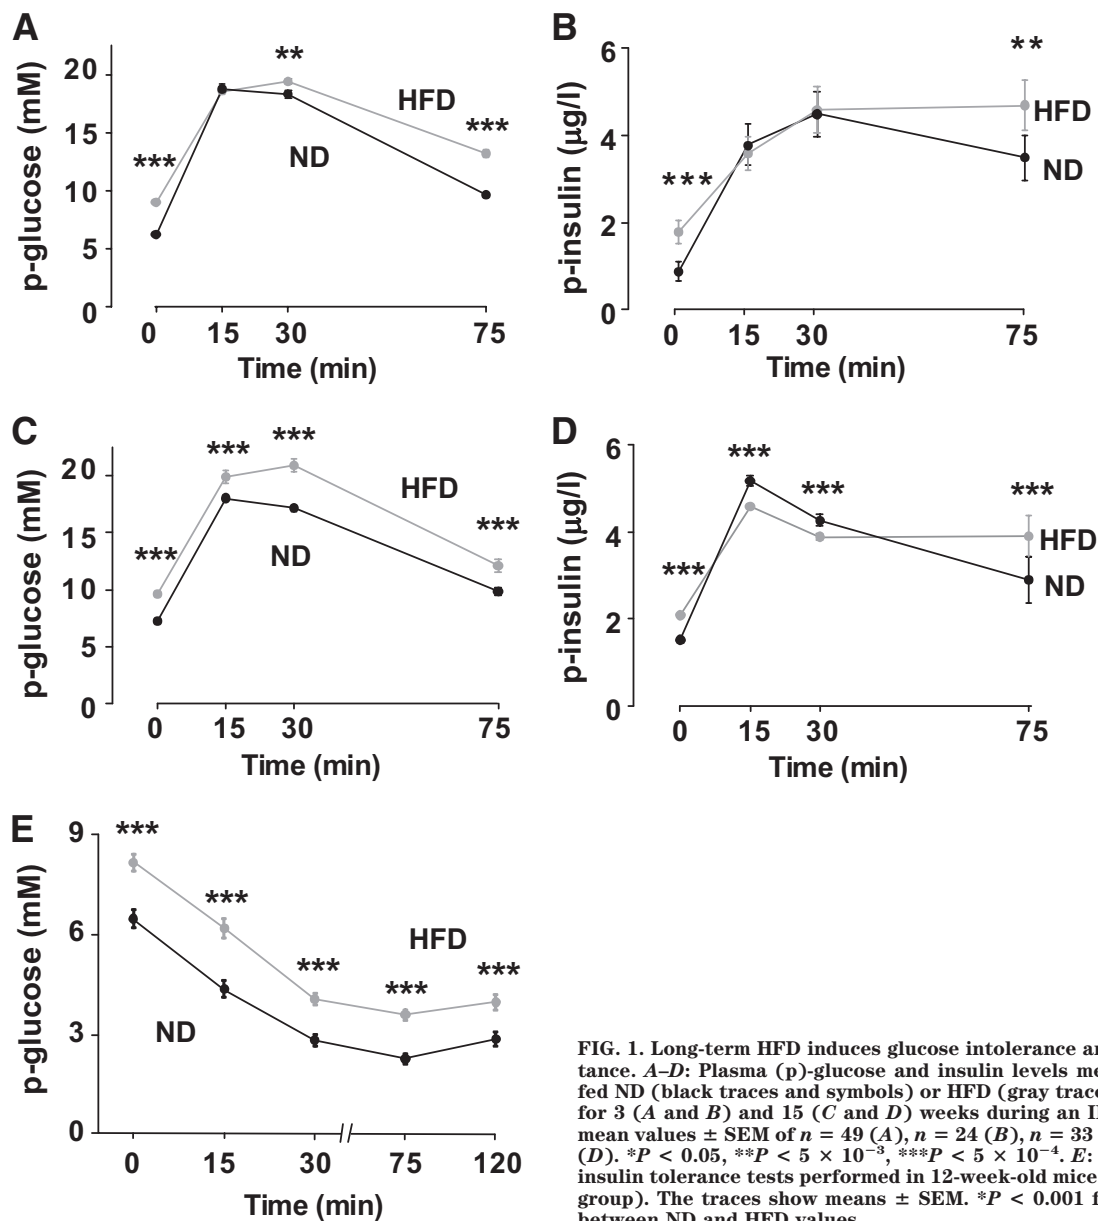 A
p-glucose (mM)
20
15
10
5
0
***
**
***
HFD
ND
0 15 30 75
Time (min)
B
p-insulin (µg/l)
6
4
2
0
***
**
HFD
ND
0 15 30 75
Time (min)
C
p-glucose (mM)
20
15
10
5
0
***
***
***
***
HFD
ND
0 15 30 75
Time (min)
D
p-insulin (µg/l)
6
4
2
0
***
***
***
***
HFD
ND
0 15 30 75
Time (min)
E
p-glucose (mM)
9
6
3
0
***
***
***
***
***
HFD
ND
0 15 30 75 120
Time (min)
FIG. 1. Long-term HFD induces glucose intolerance
tance. A–D: Plasma (p)-glucose and insulin levels
fed ND (black traces and symbols) or HFD (gray
for 3 (A and B) and 15 (C and D) weeks during an
mean values ± SEM of n = 49 (A), n = 24 (B), n = 33
(D). *P < 0.05, **P < 5 × 10⁻³, ***P < 5 × 10⁻⁴. E:
insulin tolerance tests performed in 12-week-old mice
group). The traces show means ± SEM. *P < 0.001
between ND and HFD values.